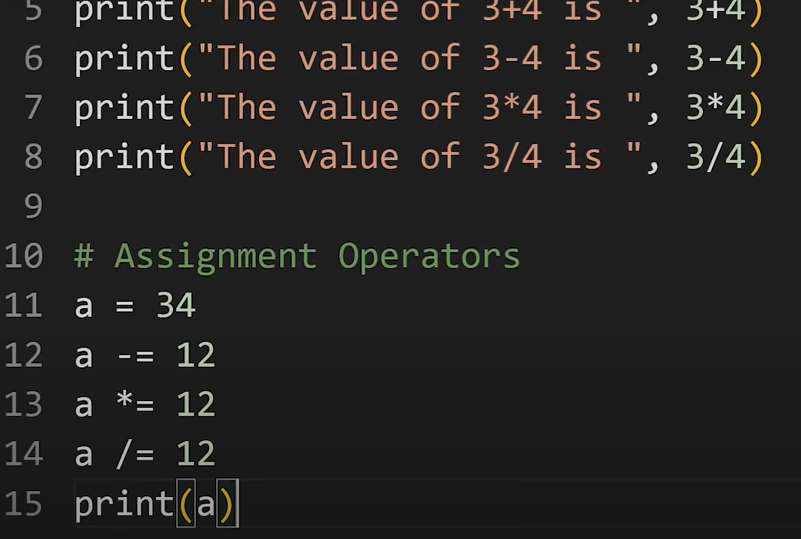 5 print("The value of 3+4 is ", 3+4)
6 print("The value of 3-4 is ", 3-4)
7 print("The value of 3*4 is ", 3*4)
8 print("The value of 3/4 is ", 3/4)
9
10 # Assignment Operators
11 a = 34
12 a -= 12
13 a *= 12
14 a /= 12
15 print(a)